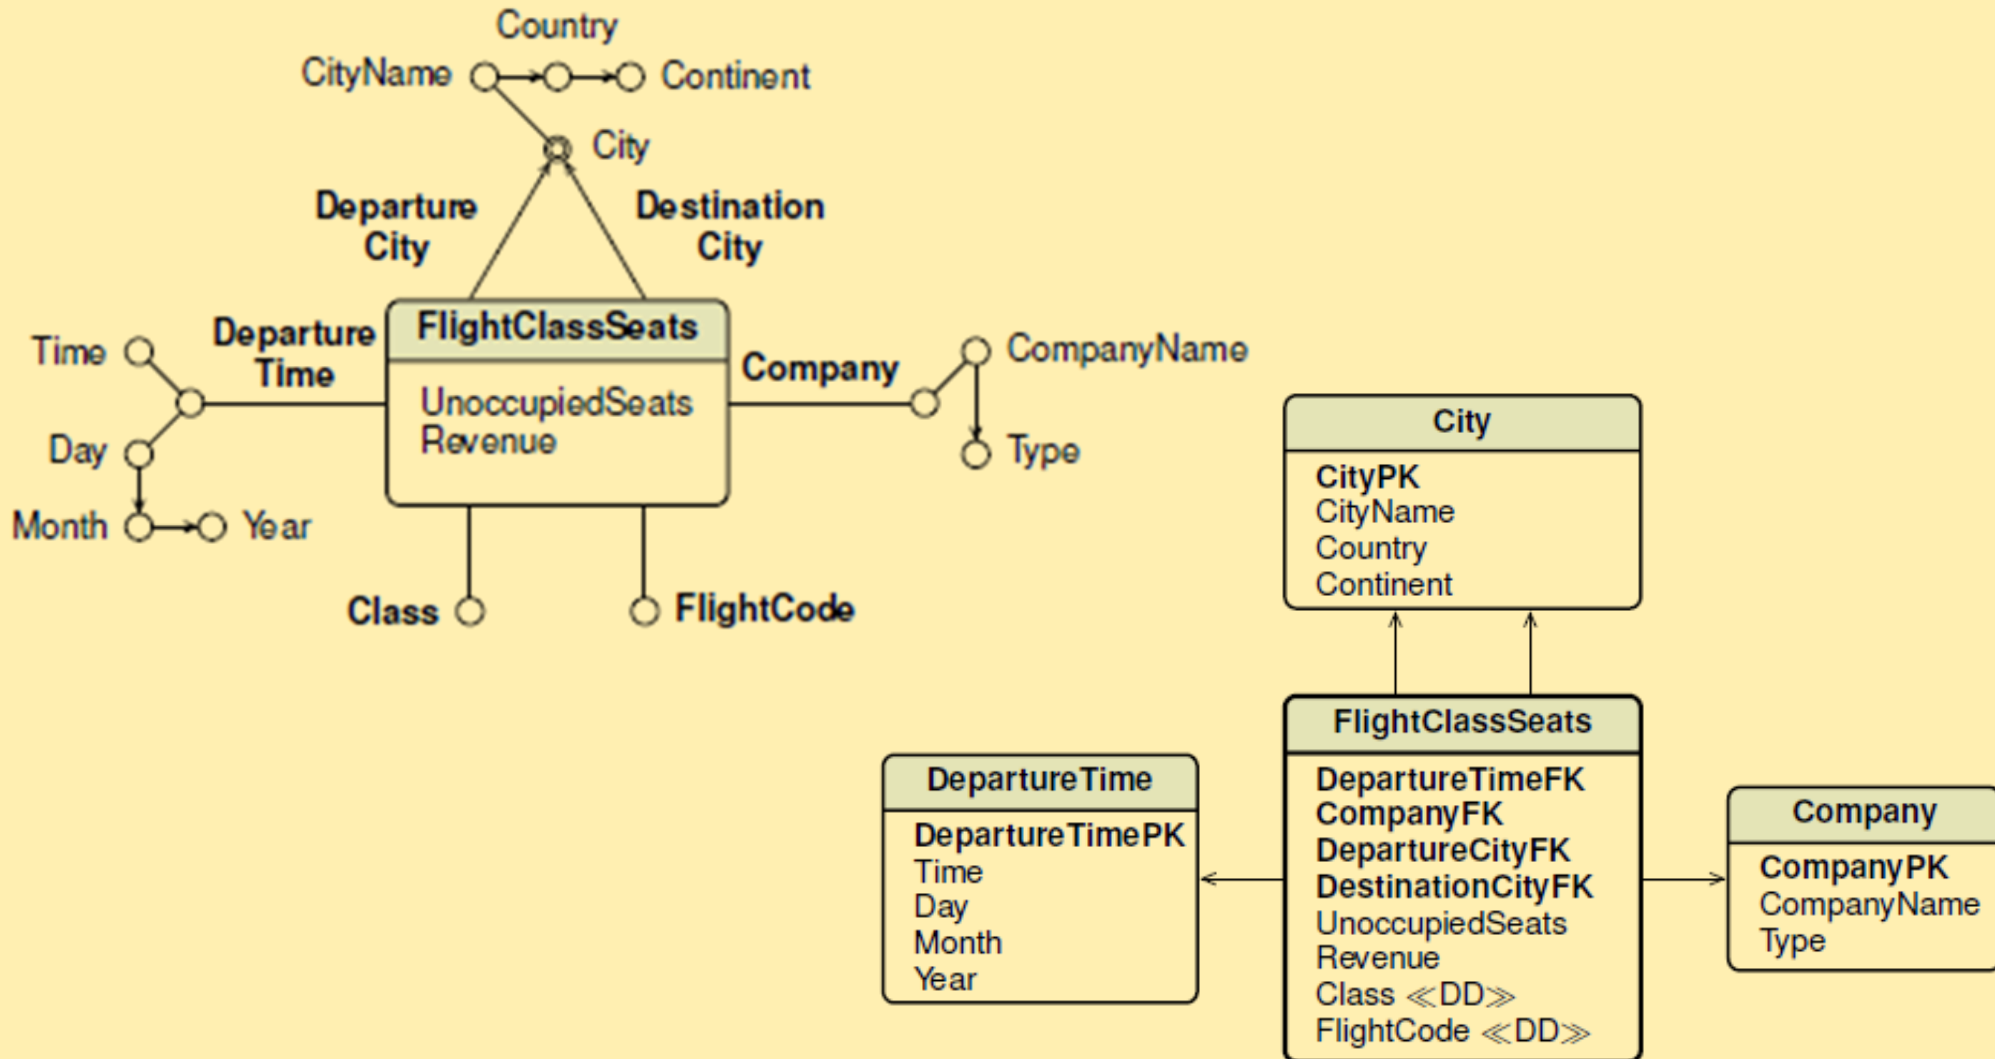 Country
CityName
Continent
City
Departure
City
Destination
City
Time
Departure
Time
FlightClassSeats
UnoccupiedSeats
Revenue
Company
CompanyName
Type
Day
Month
Year
Class
FlightCode
City
CityPK
CityName
Country
Continent
DepartureTime
DepartureTimePK
Time
Day
Month
Year
FlightClassSeats
DepartureTimeFK
CompanyFK
DepartureCityFK
DestinationCityFK
UnoccupiedSeats
Revenue
Class ≪DD≫
FlightCode ≪DD≫
Company
CompanyPK
CompanyName
Type